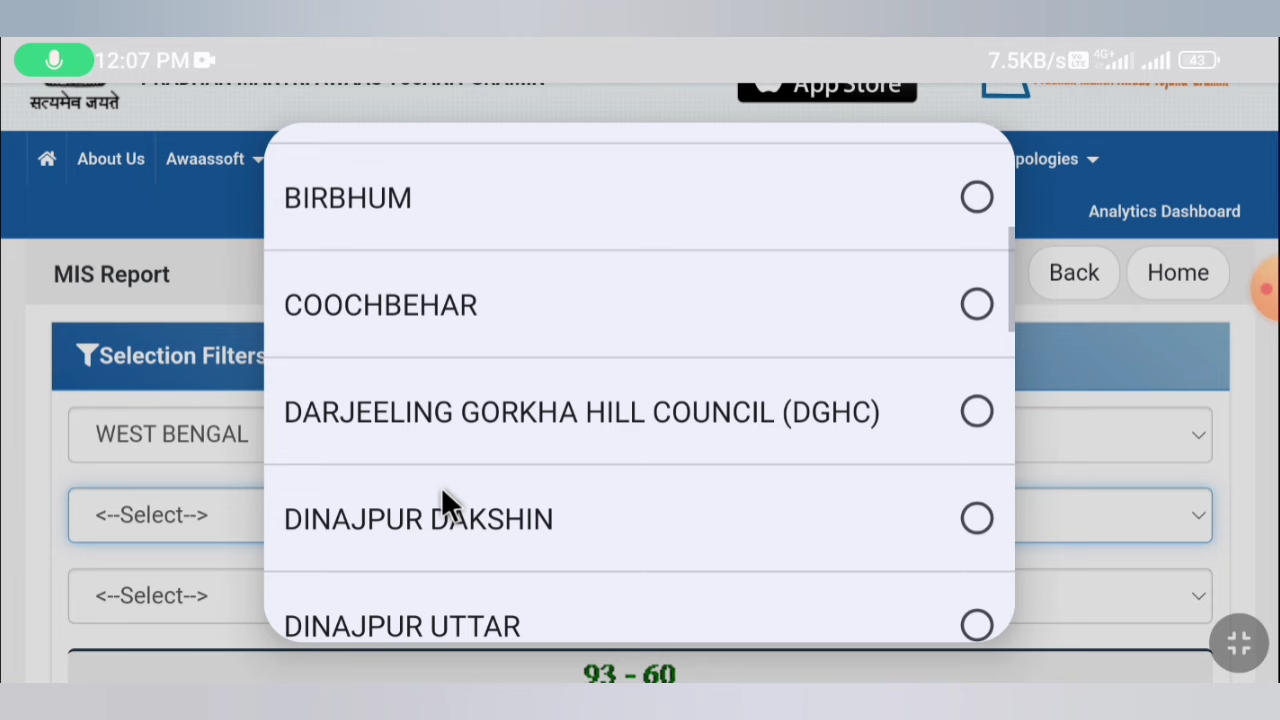 12:07 PM
7.5KB/s
4G+
43
सत्यमेव जयते
App Store
About Us
Awaassoft
pologies
Analytics Dashboard
MIS Report
Back
Home
Selection Filters
WEST BENGAL
<--Select-->
<--Select-->
BIRBHUM
COOCHBEHAR
DARJEELING GORKHA HILL COUNCIL (DGHC)
DINAJPUR DAKSHIN
DINAJPUR UTTAR
93 - 60